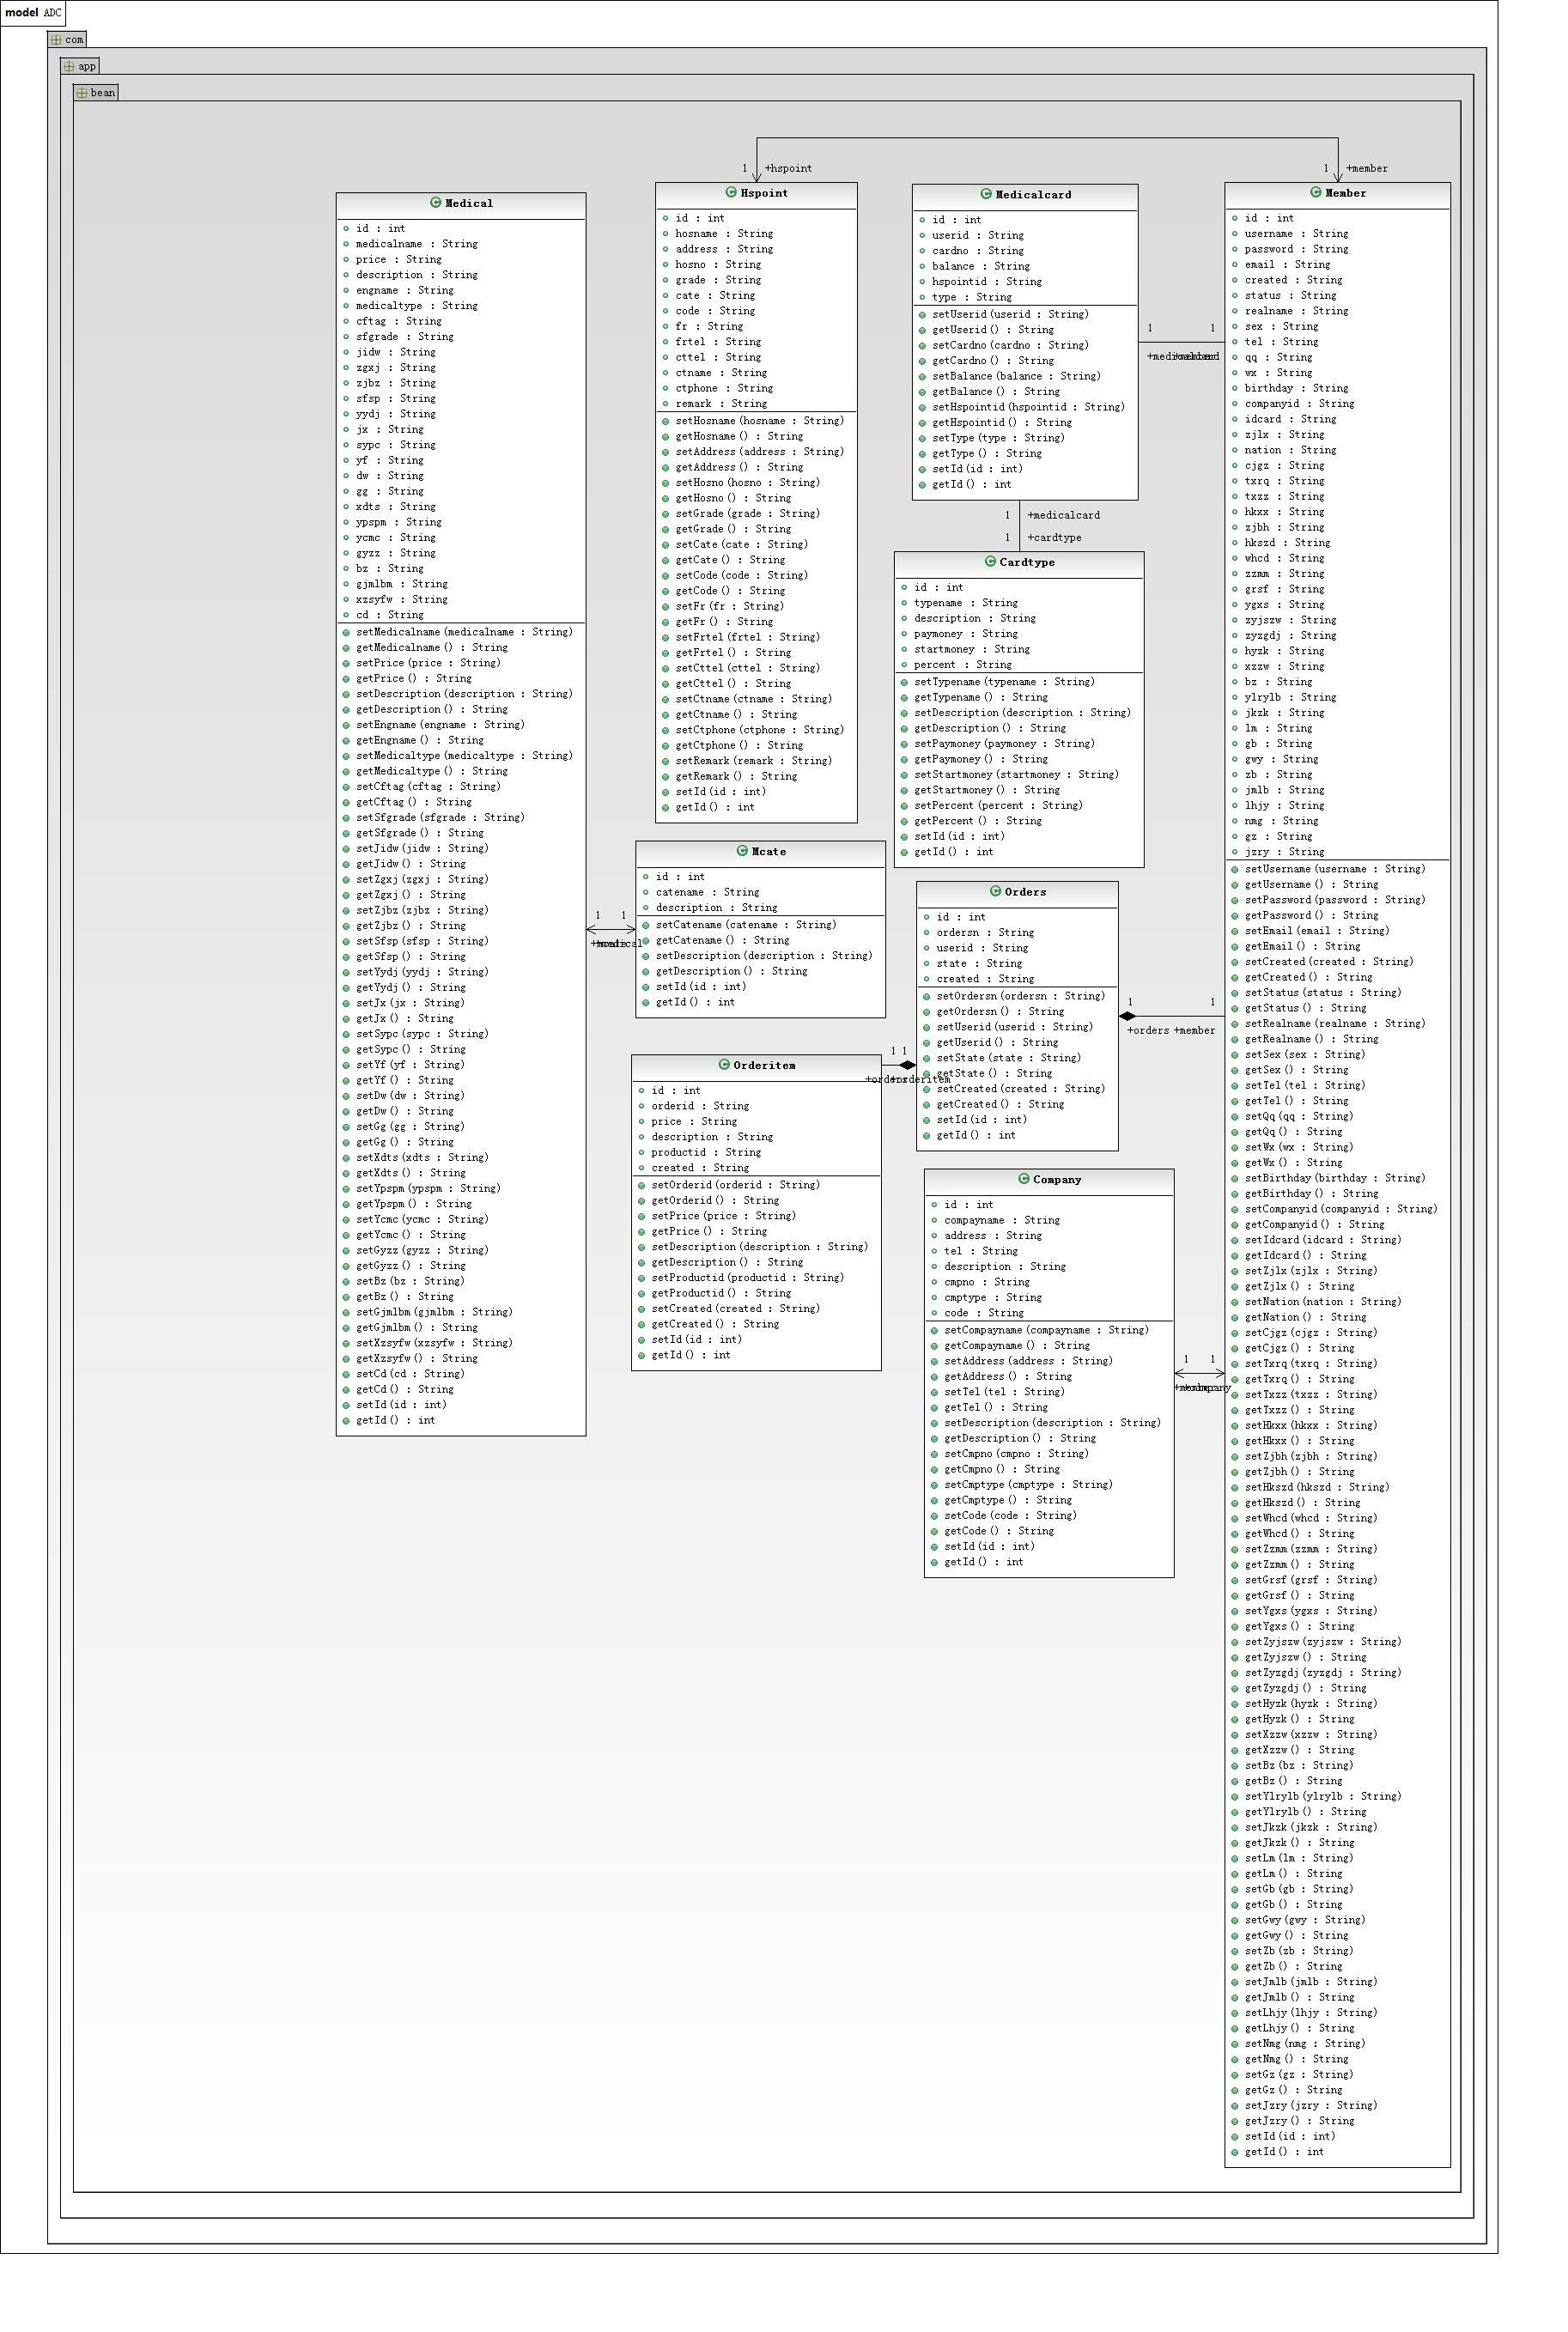 model ADC
com
app
bean
1 +hspoint
1 +member
Medical
id : int
medicalname : String
price : String
description : String
engname : String
medicaltype : String
cftag : String
sfgrade : String
jidw : String
zgxj : String
zjbz : String
sfsp : String
yydj : String
jx : String
sypc : String
yf : String
dw : String
gg : String
xdts : String
ypspm : String
ycmc : String
gyzz : String
bz : String
gjmlbm : String
xzsyfw : String
cd : String
setMedicalname(medicalname : String)
getMedicalname() : String
setPrice(price : String)
getPrice() : String
setDescription(description : String)
getDescription() : String
setEngname(engname : String)
getEngname() : String
setMedicaltype(medicaltype : String)
getMedicaltype() : String
setCftag(cftag : String)
getCftag() : String
setSfgrade(sfgrade : String)
getSfgrade() : String
setJidw(jidw : String)
getJidw() : String
setZgxj(zgxj : String)
getZgxj() : String
setZjbz(zjbz : String)
getZjbz() : String
setSfsp(sfsp : String)
getSfsp() : String
setYydj(yydj : String)
getYydj() : String
setJx(jx : String)
getJx() : String
setSypc(sypc : String)
getSypc() : String
setYf(yf : String)
getYf() : String
setDw(dw : String)
getDw() : String
setGg(gg : String)
getGg() : String
setXdts(xdts : String)
getXdts() : String
setYpspm(ypspm : String)
getYpspm() : String
setYcmc(ycmc : String)
getYcmc() : String
setGyzz(gyzz : String)
getGyzz() : String
setBz(bz : String)
getBz() : String
setGjmlbm(gjmlbm : String)
getGjmlbm() : String
setXzsyfw(xzsyfw : String)
getXzsyfw() : String
setCd(cd : String)
getCd() : String
setId(id : int)
getId() : int
Hspoint
id : int
hosname : String
address : String
hosno : String
grade : String
cate : String
code : String
fr : String
frtel : String
cttel : String
ctname : String
ctphone : String
remark : String
setHosname(hosname : String)
getHosname() : String
setAddress(address : String)
getAddress() : String
setHosno(hosno : String)
getHosno() : String
setGrade(grade : String)
getGrade() : String
setCate(cate : String)
getCate() : String
setCode(code : String)
getCode() : String
setFr(fr : String)
getFr() : String
setFrtel(frtel : String)
getFrtel() : String
setCttel(cttel : String)
getCttel() : String
setCtname(ctname : String)
getCtname() : String
setCtphone(ctphone : String)
getCtphone() : String
setRemark(remark : String)
getRemark() : String
setId(id : int)
getId() : int
Medicalcard
id : int
userid : String
cardno : String
balance : String
hspointid : String
type : String
setUserid(userid : String)
getUserid() : String
setCardno(cardno : String)
getCardno() : String
setBalance(balance : String)
getBalance() : String
setHspointid(hspointid : String)
getHspointid() : String
setType(type : String)
getType() : String
setId(id : int)
getId() : int
1 1
1 +medicalcard
1 +cardtype
Cardtype
id : int
typename : String
description : String
paymoney : String
startmoney : String
percent : String
setTypename(typename : String)
getTypename() : String
setDescription(description : String)
getDescription() : String
setPaymoney(paymoney : String)
getPaymoney() : String
setStartmoney(startmoney : String)
getStartmoney() : String
setPercent(percent : String)
getPercent() : String
setId(id : int)
getId() : int
Mcate
id : int
catename : String
description : String
setCatename(catename : String)
getCatename() : String
setDescription(description : String)
getDescription() : String
setId(id : int)
getId() : int
1 1
Orders
id : int
ordersn : String
userid : String
state : String
created : String
setOrdersn(ordersn : String)
getOrdersn() : String
setUserid(userid : String)
getUserid() : String
setState(state : String)
getState() : String
setCreated(created : String)
getCreated() : String
setId(id : int)
getId() : int
1 1
+orders +member
1 1
Orderitem
id : int
orderid : String
price : String
description : String
productid : String
created : String
setOrderid(orderid : String)
getOrderid() : String
setPrice(price : String)
getPrice() : String
setDescription(description : String)
getDescription() : String
setProductid(productid : String)
getProductid() : String
setCreated(created : String)
getCreated() : String
setId(id : int)
getId() : int
Company
id : int
compayname : String
address : String
tel : String
description : String
cmpno : String
cmptype : String
code : String
setCompayname(compayname : String)
getCompayname() : String
setAddress(address : String)
getAddress() : String
setTel(tel : String)
getTel() : String
setDescription(description : String)
getDescription() : String
setCmpno(cmpno : String)
getCmpno() : String
setCmptype(cmptype : String)
getCmptype() : String
setCode(code : String)
getCode() : String
setId(id : int)
getId() : int
1 1
Member
id : int
username : String
password : String
email : String
created : String
status : String
realname : String
sex : String
tel : String
qq : String
wx : String
birthday : String
companyid : String
idcard : String
zjlx : String
nation : String
cjgz : String
txrq : String
txzz : String
hkxx : String
zjbh : String
hkszd : String
whcd : String
zzmm : String
grsf : String
ygxs : String
zyjszw : String
zyzgdj : String
hyzk : String
xzzw : String
bz : String
ylrylb : String
jkzk : String
lm : String
gb : String
gwy : String
zb : String
jmlb : String
lhjy : String
nmg : String
gz : String
jzry : String
setUsername(username : String)
getUsername() : String
setPassword(password : String)
getPassword() : String
setEmail(email : String)
getEmail() : String
setCreated(created : String)
getCreated() : String
setStatus(status : String)
getStatus() : String
setRealname(realname : String)
getRealname() : String
setSex(sex : String)
getSex() : String
setTel(tel : String)
getTel() : String
setQq(qq : String)
getQq() : String
setWx(wx : String)
getWx() : String
setBirthday(birthday : String)
getBirthday() : String
setCompanyid(companyid : String)
getCompanyid() : String
setIdcard(idcard : String)
getIdcard() : String
setZjlx(zjlx : String)
getZjlx() : String
setNation(nation : String)
getNation() : String
setCjgz(cjgz : String)
getCjgz() : String
setTxrq(txrq : String)
getTxrq() : String
setTxzz(txzz : String)
getTxzz() : String
setHkxx(hkxx : String)
getHkxx() : String
setZjbh(zjbh : String)
getZjbh() : String
setHkszd(hkszd : String)
getHkszd() : String
setWhcd(whcd : String)
getWhcd() : String
setZzmm(zzmm : String)
getZzmm() : String
setGrsf(grsf : String)
getGrsf() : String
setYgxs(ygxs : String)
getYgxs() : String
setZyjszw(zyjszw : String)
getZyjszw() : String
setZyzgdj(zyzgdj : String)
getZyzgdj() : String
setHyzk(hyzk : String)
getHyzk() : String
setXzzw(xzzw : String)
getXzzw() : String
setBz(bz : String)
getBz() : String
setYlrylb(ylrylb : String)
getYlrylb() : String
setJkzk(jkzk : String)
getJkzk() : String
setLm(lm : String)
getLm() : String
setGb(gb : String)
getGb() : String
setGwy(gwy : String)
getGwy() : String
setZb(zb : String)
getZb() : String
setJmlb(jmlb : String)
getJmlb() : String
setLhjy(lhjy : String)
getLhjy() : String
setNmg(nmg : String)
getNmg() : String
setGz(gz : String)
getGz() : String
setJzry(jzry : String)
getJzry() : String
setId(id : int)
getId() : int